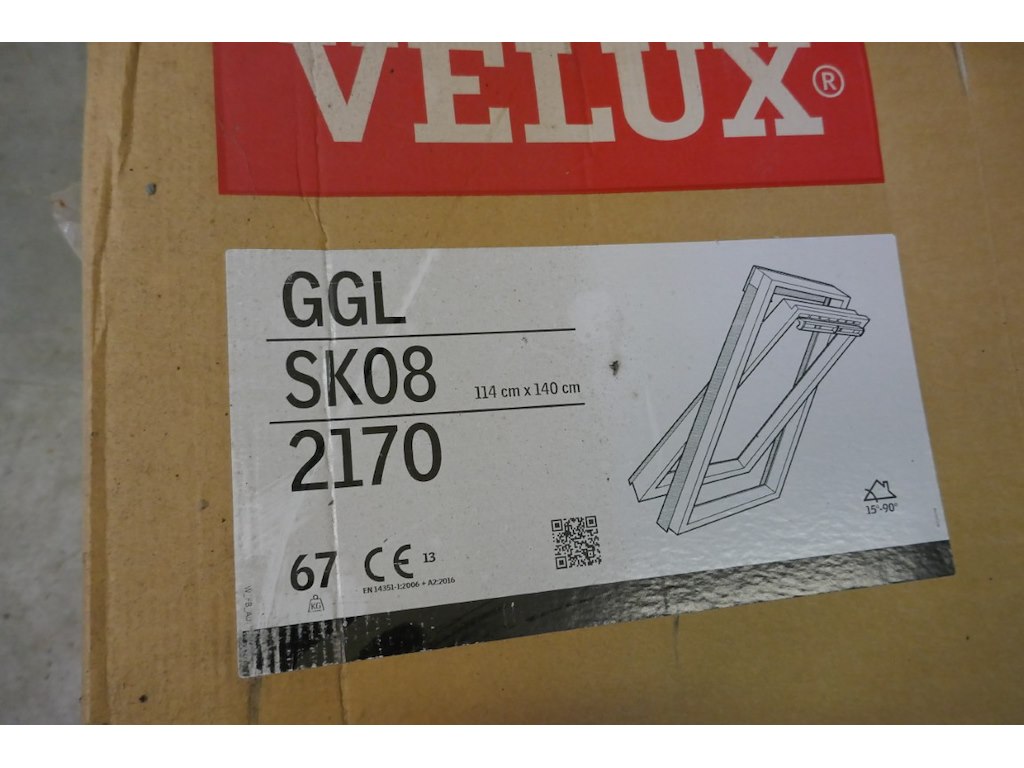 VELUX®
GGL
SK08 114 cm x 140 cm
2170
15°-90°
67 CE 13
KG
EN 14351-1:2006 + A2:2016